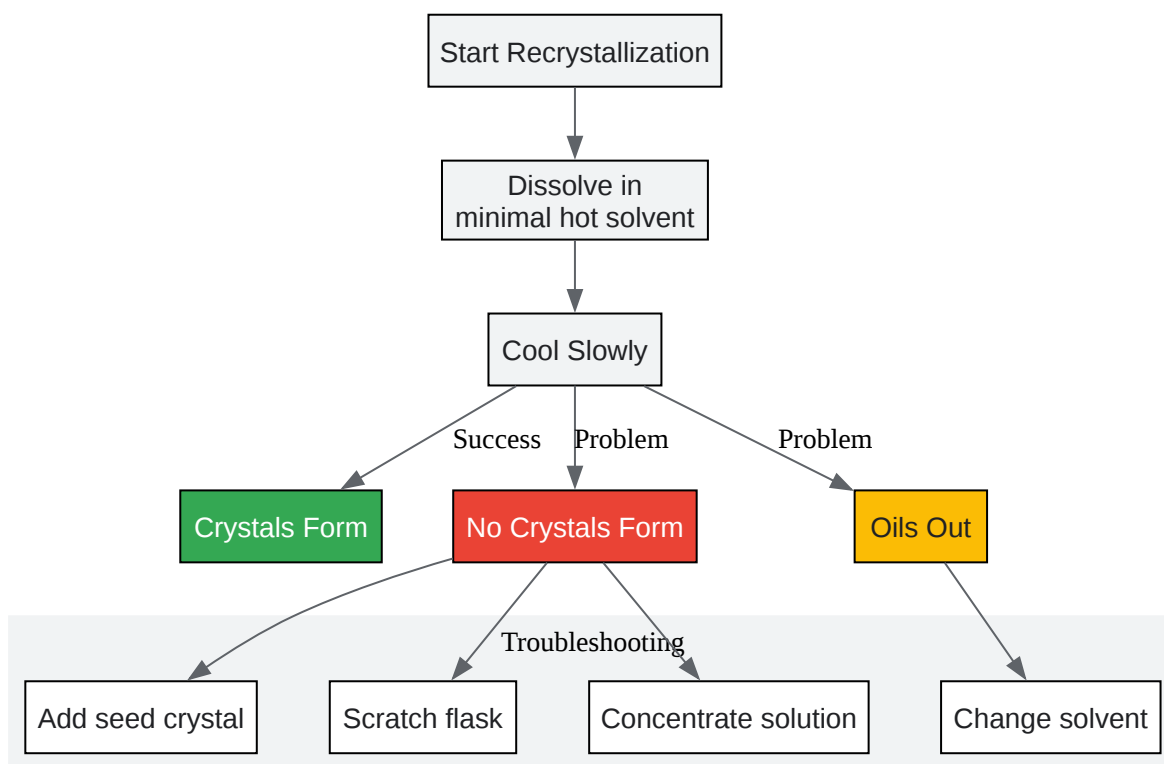 Start Recrystallization
Dissolve in
minimal hot solvent
Cool Slowly
Success
Problem
Problem
Crystals Form
No Crystals Form
Oils Out
Troubleshooting
Add seed crystal
Scratch flask
Concentrate solution
Change solvent